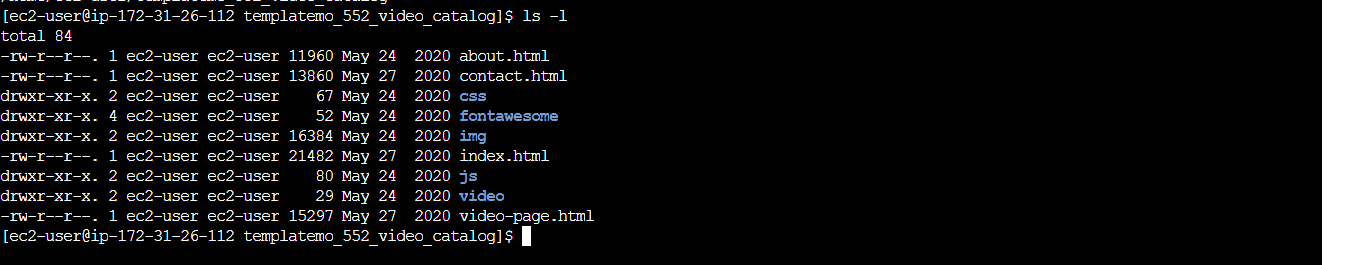 [ec2-user@ip-172-31-26-112 templatemo_552_video_catalog]$ ls -l
total 84
-rw-r--r--. 1 ec2-user ec2-user 11960 May 24  2020 about.html
-rw-r--r--. 1 ec2-user ec2-user 13860 May 27  2020 contact.html
drwxr-xr-x. 2 ec2-user ec2-user    67 May 24  2020 css
drwxr-xr-x. 4 ec2-user ec2-user    52 May 24  2020 fontawesome
drwxr-xr-x. 2 ec2-user ec2-user 16384 May 24  2020 img
-rw-r--r--. 1 ec2-user ec2-user 21482 May 27  2020 index.html
drwxr-xr-x. 2 ec2-user ec2-user    80 May 24  2020 js
drwxr-xr-x. 2 ec2-user ec2-user    29 May 24  2020 video
-rw-r--r--. 1 ec2-user ec2-user 15297 May 27  2020 video-page.html
[ec2-user@ip-172-31-26-112 templatemo_552_video_catalog]$